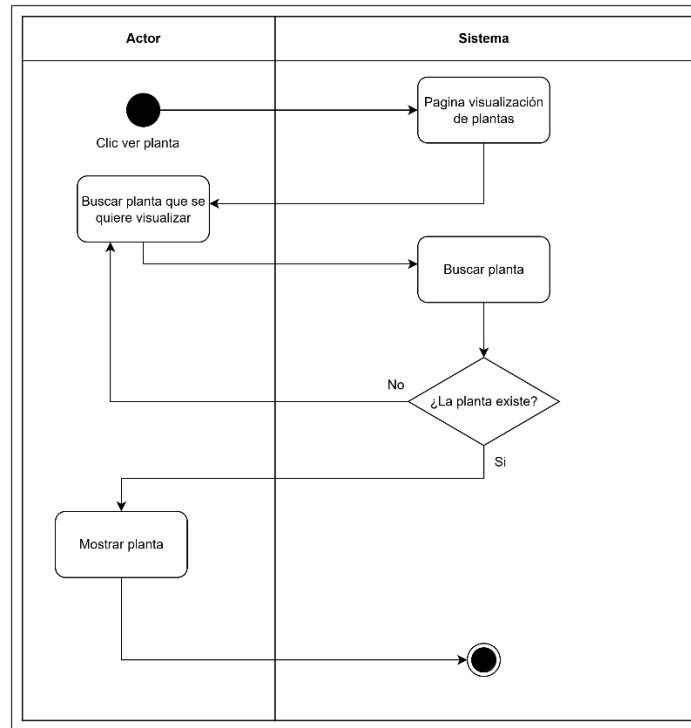 Actor
Sistema
Pagina visualización
de plantas
Clic ver planta
Buscar planta que se
quiere visualizar
Buscar planta
No
¿La planta existe?
Si
Mostrar planta